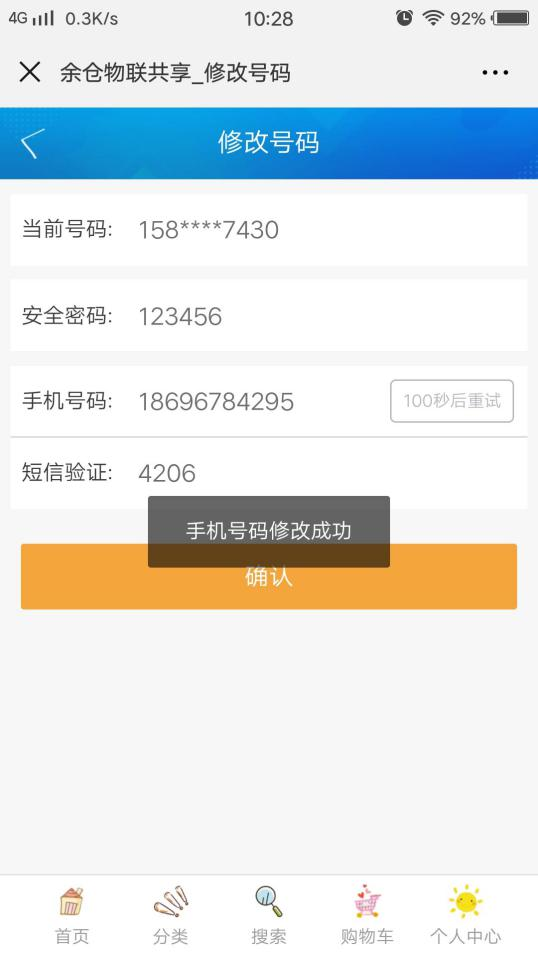 4G 0.3K/s 10:28 92%
余仓物联共享_修改号码
修改号码
当前号码: 158****7430
安全密码: 123456
手机号码: 18696784295 100秒后重试
短信验证: 4206
手机号码修改成功
确认
首页 分类 搜索 购物车 个人中心